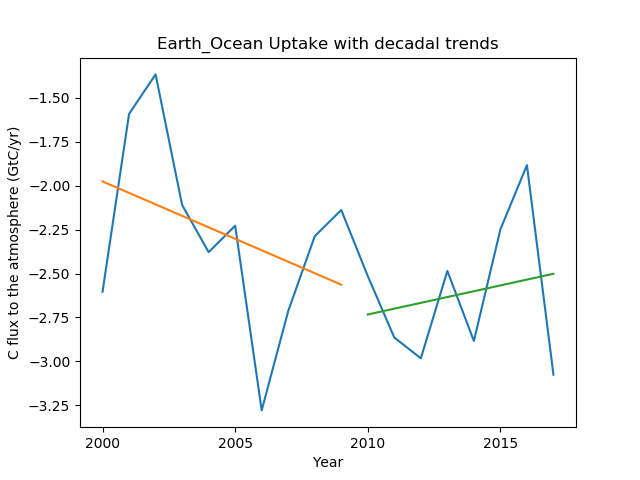 Earth_Ocean Uptake with decadal trends
C flux to the atmosphere (GtC/yr)
−1.50
−1.75
−2.00
−2.25
−2.50
−2.75
−3.00
−3.25
2000 2005 2010 2015
Year